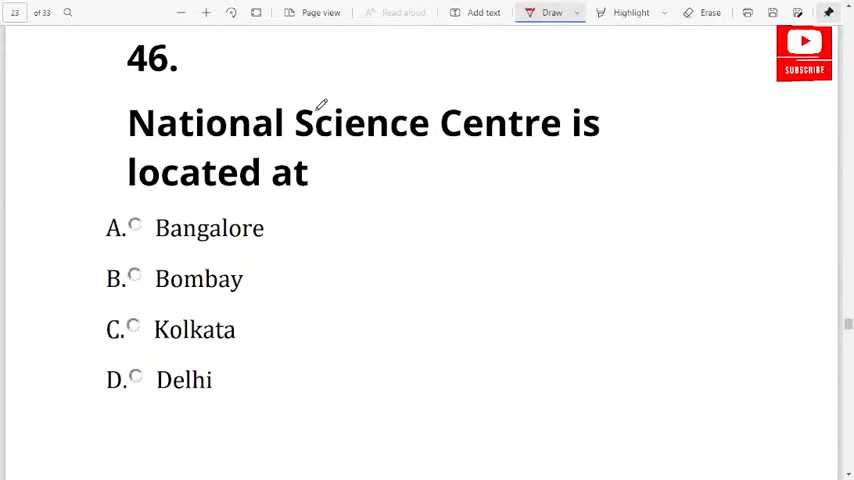 23 of 33 Page view Read aloud Add text Draw Highlight Erase
46.
SUBSCRIBE
National Science Centre is
located at
A. Bangalore
B. Bombay
C. Kolkata
D. Delhi